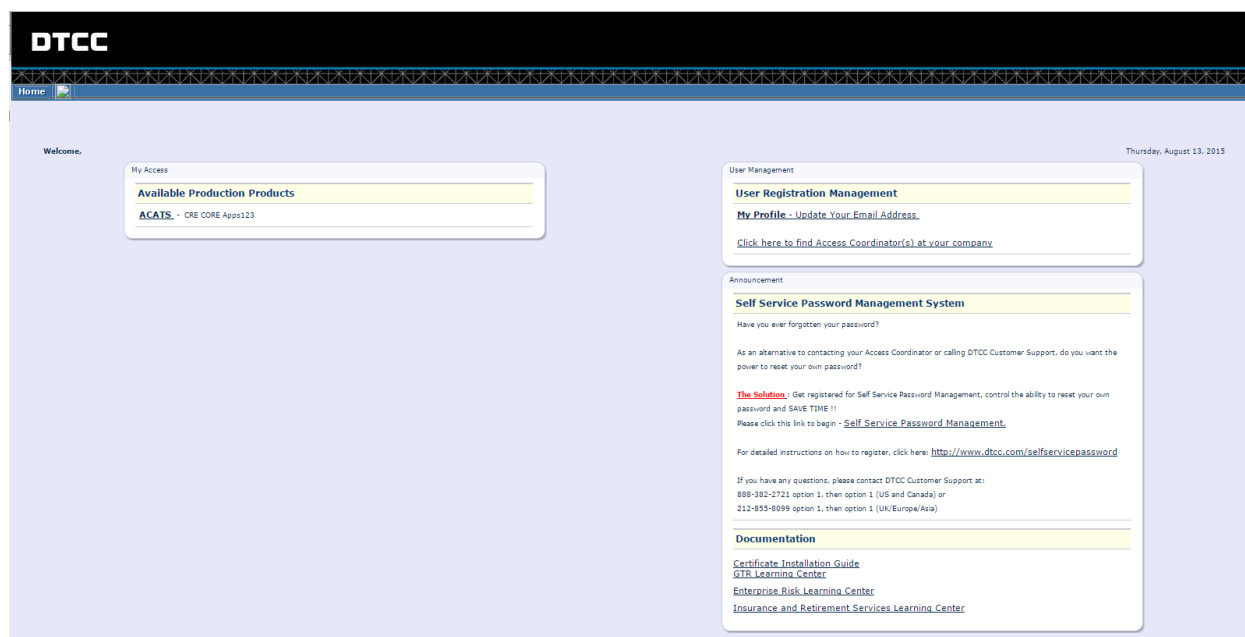 DTCC
Home
Welcome,
Thursday, August 13, 2015
My Access
Available Production Products
ACATS - CRE CORE Apps123
User Management
User Registration Management
My Profile - Update Your Email Address
Click here to find Access Coordinator(s) at your company
Announcement
Self Service Password Management System
Have you ever forgotten your password?
As an alternative to contacting your Access Coordinator or calling DTCC Customer Support, do you want the
power to reset your own password?
The Solution : Get registered for Self Service Password Management, control the ability to reset your own
password and SAVE TIME !!
Please click this link to begin - Self Service Password Management.
For detailed instructions on how to register, click here: http://www.dtcc.com/selfservicepassword
If you have any questions, please contact DTCC Customer Support at:
888-382-2721 option 1, then option 1 (US and Canada) or
212-855-8099 option 1, then option 1 (UK/Europe/Asia)
Documentation
Certificate Installation Guide
GTR Learning Center
Enterprise Risk Learning Center
Insurance and Retirement Services Learning Center